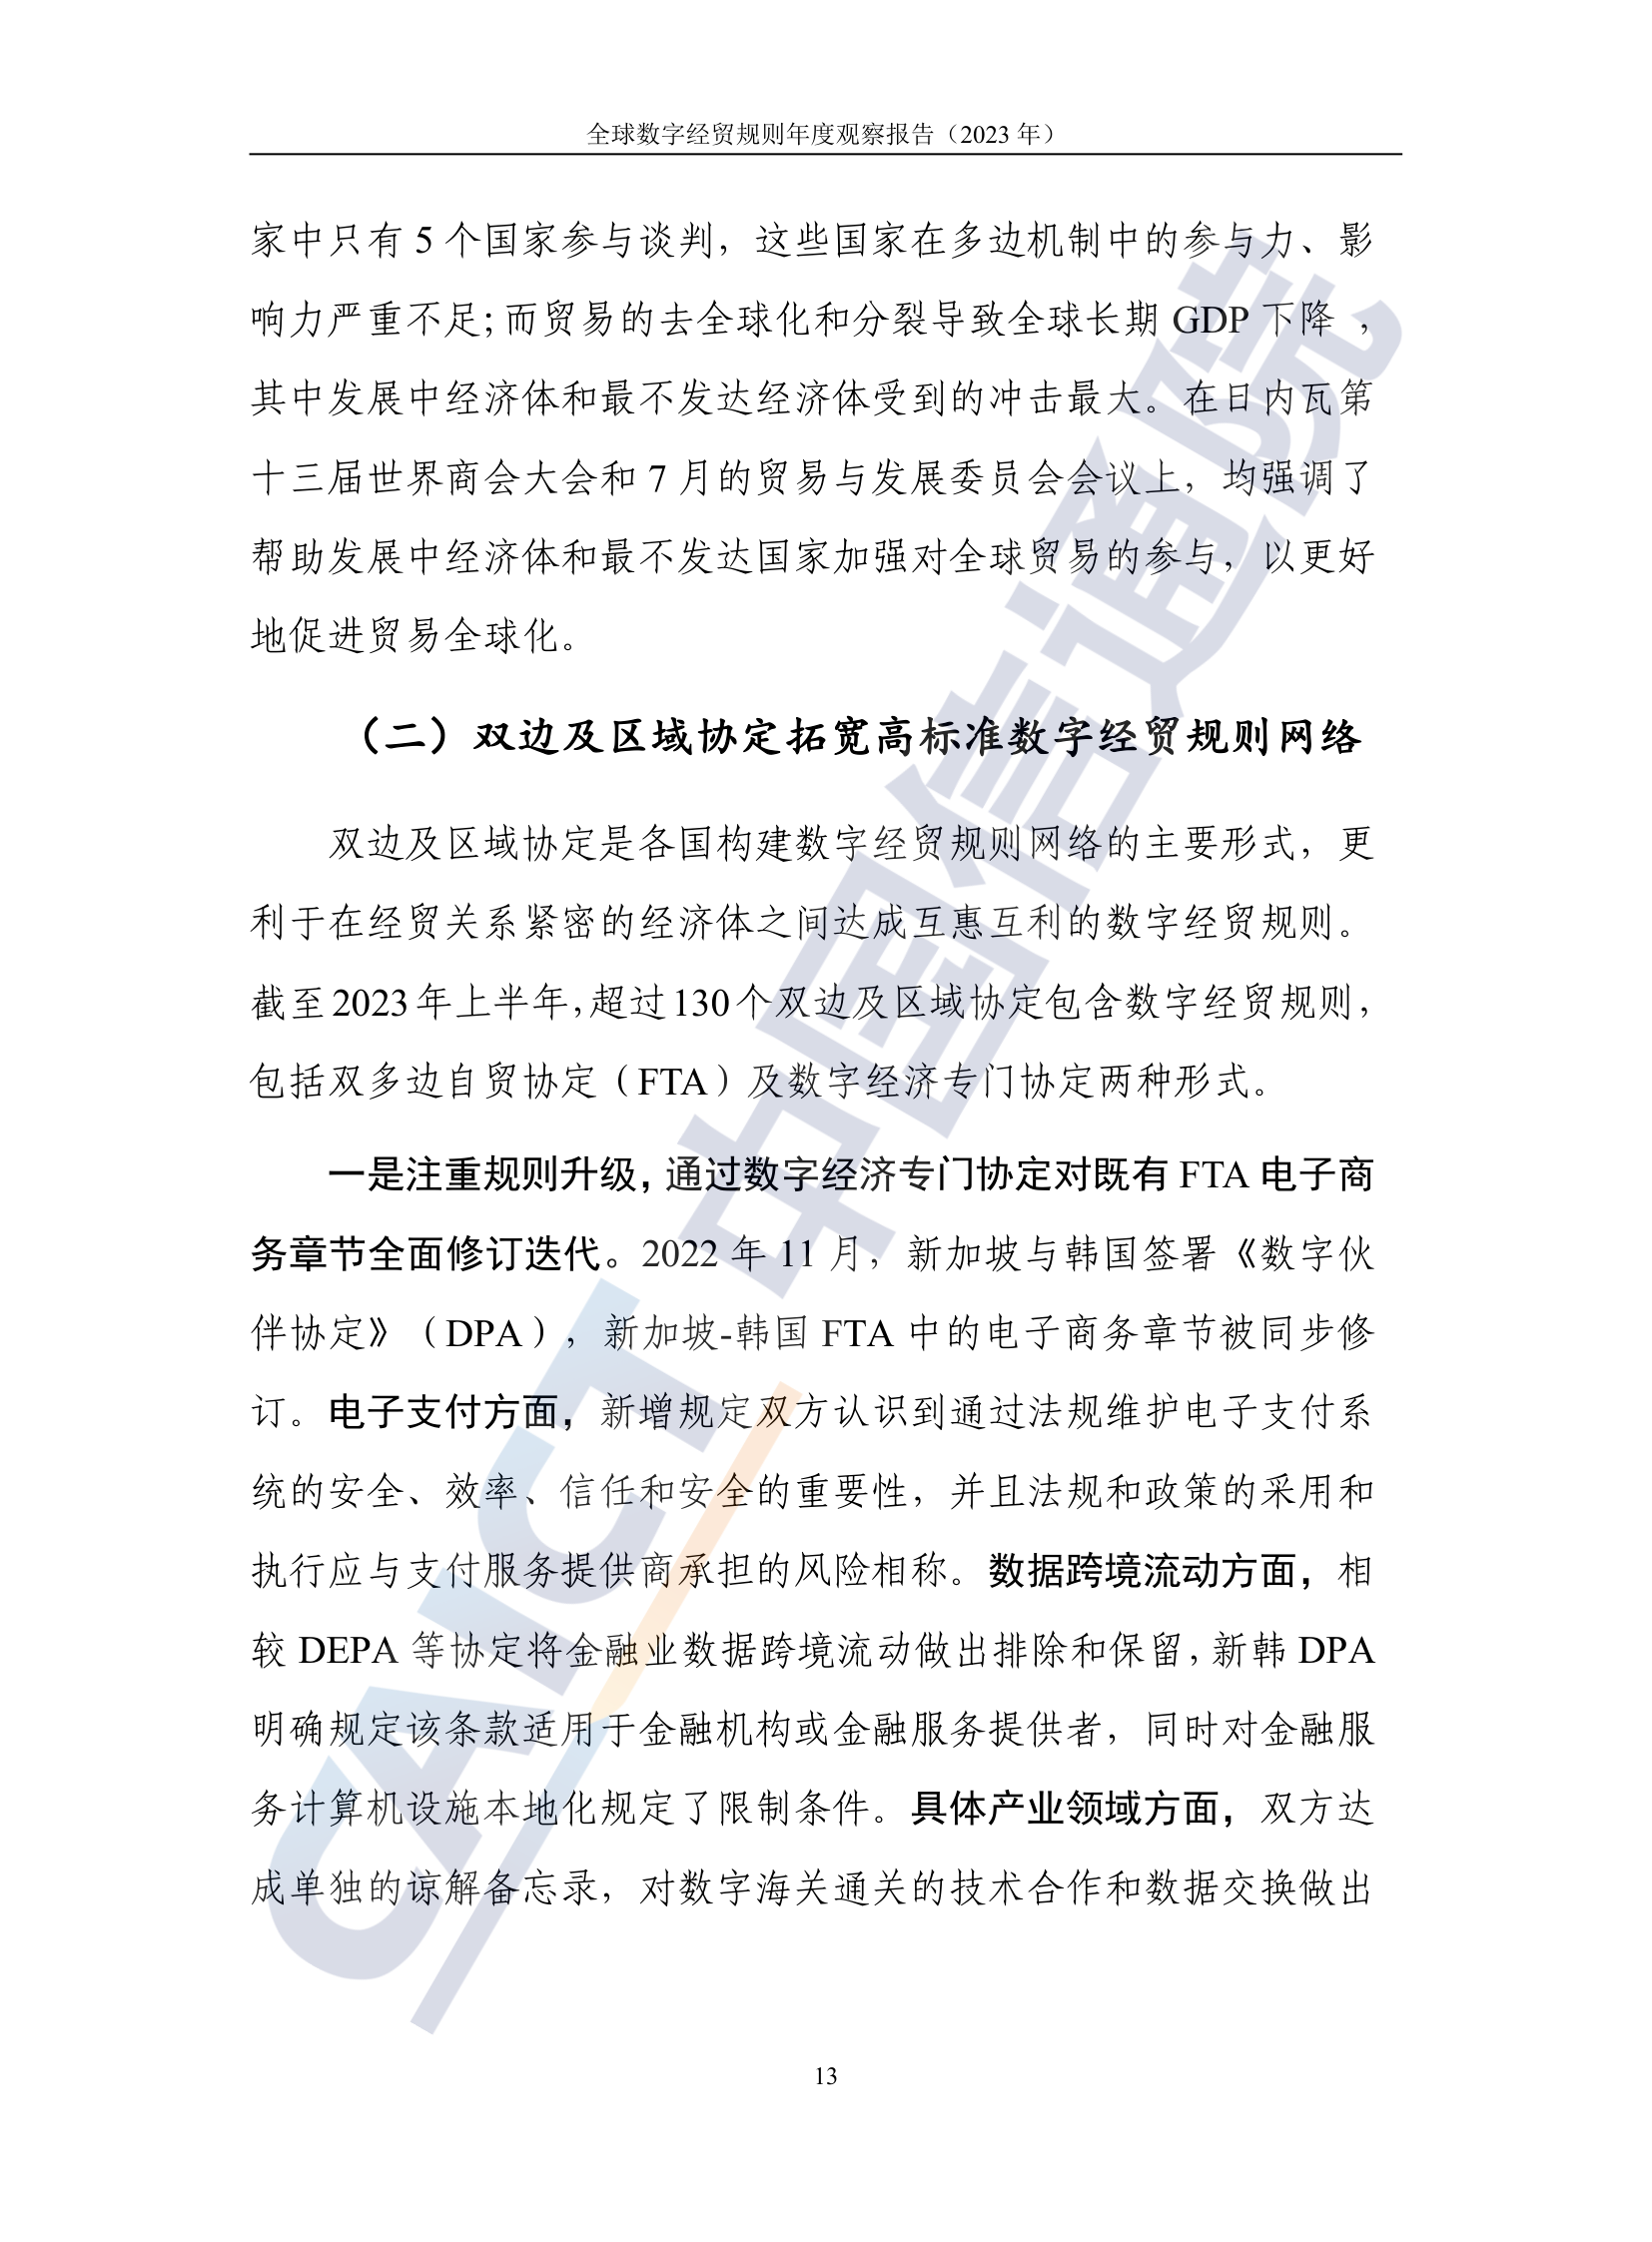 全球数字经贸规则年度观察报告（2023 年）
家中只有 5 个国家参与谈判，这些国家在多边机制中的参与力、影
响力严重不足；而贸易的去全球化和分裂导致全球长期 GDP 下降 ，
其中发展中经济体和最不发达经济体受到的冲击最大。在日内瓦第
十三届世界商会大会和 7 月的贸易与发展委员会会议上，均强调了
帮助发展中经济体和最不发达国家加强对全球贸易的参与，以更好
地促进贸易全球化。
（二）双边及区域协定拓宽高标准数字经贸规则网络
双边及区域协定是各国构建数字经贸规则网络的主要形式，更
利于在经贸关系紧密的经济体之间达成互惠互利的数字经贸规则。
截至 2023 年上半年，超过 130 个双边及区域协定包含数字经贸规则，
包括双多边自贸协定（FTA）及数字经济专门协定两种形式。
一是注重规则升级，通过数字经济专门协定对既有 FTA 电子商
务章节全面修订迭代。2022 年 11 月，新加坡与韩国签署《数字伙
伴协定》（DPA），新加坡-韩国 FTA 中的电子商务章节被同步修
订。电子支付方面，新增规定双方认识到通过法规维护电子支付系
统的安全、效率、信任和安全的重要性，并且法规和政策的采用和
执行应与支付服务提供商承担的风险相称。数据跨境流动方面，相
较 DEPA 等协定将金融业数据跨境流动做出排除和保留，新韩 DPA
明确规定该条款适用于金融机构或金融服务提供者，同时对金融服
务计算机设施本地化规定了限制条件。具体产业领域方面，双方达
成单独的谅解备忘录，对数字海关通关的技术合作和数据交换做出
CAICT 中国信通院
13